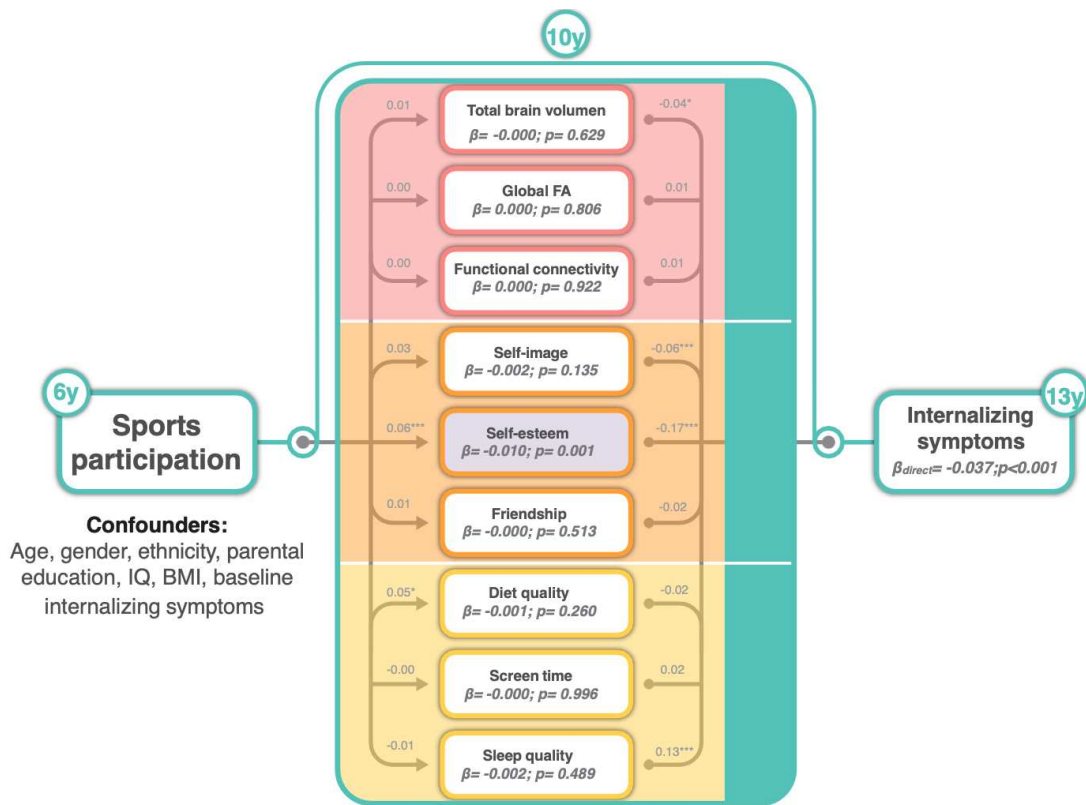 10y
0.01
Total brain volumen
β= -0.000; p= 0.629
-0.04*
0.00
Global FA
β= 0.000; p= 0.806
0.01
0.00
Functional connectivity
β= 0.000; p= 0.922
0.01
0.03
Self-image
β= -0.002; p= 0.135
-0.06***
6y
Sports
participation
0.06***
Self-esteem
β= -0.010; p= 0.001
-0.17***
13y
Internalizing
symptoms
βdirect= -0.037;p<0.001
0.01
Friendship
β= -0.000; p= 0.513
-0.02
Confounders:
Age, gender, ethnicity, parental
education, IQ, BMI, baseline
internalizing symptoms
0.05*
Diet quality
β= -0.001; p= 0.260
-0.02
-0.00
Screen time
β= -0.000; p= 0.996
0.02
-0.01
Sleep quality
β= -0.002; p= 0.489
0.13***